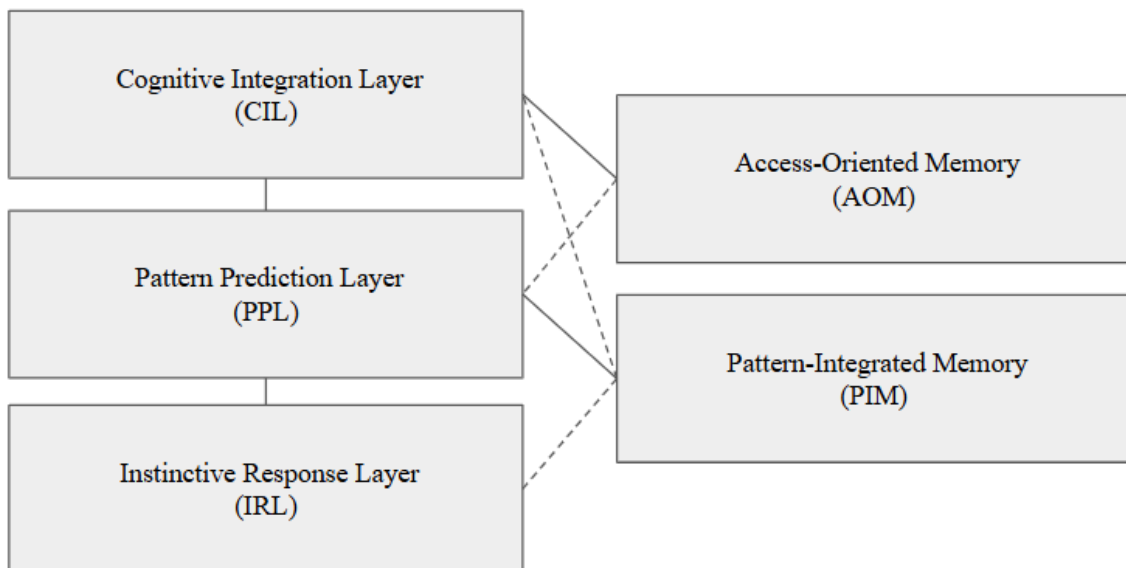 Cognitive Integration Layer
(CIL)
Access-Oriented Memory
(AOM)
Pattern Prediction Layer
(PPL)
Pattern-Integrated Memory
(PIM)
Instinctive Response Layer
(IRL)